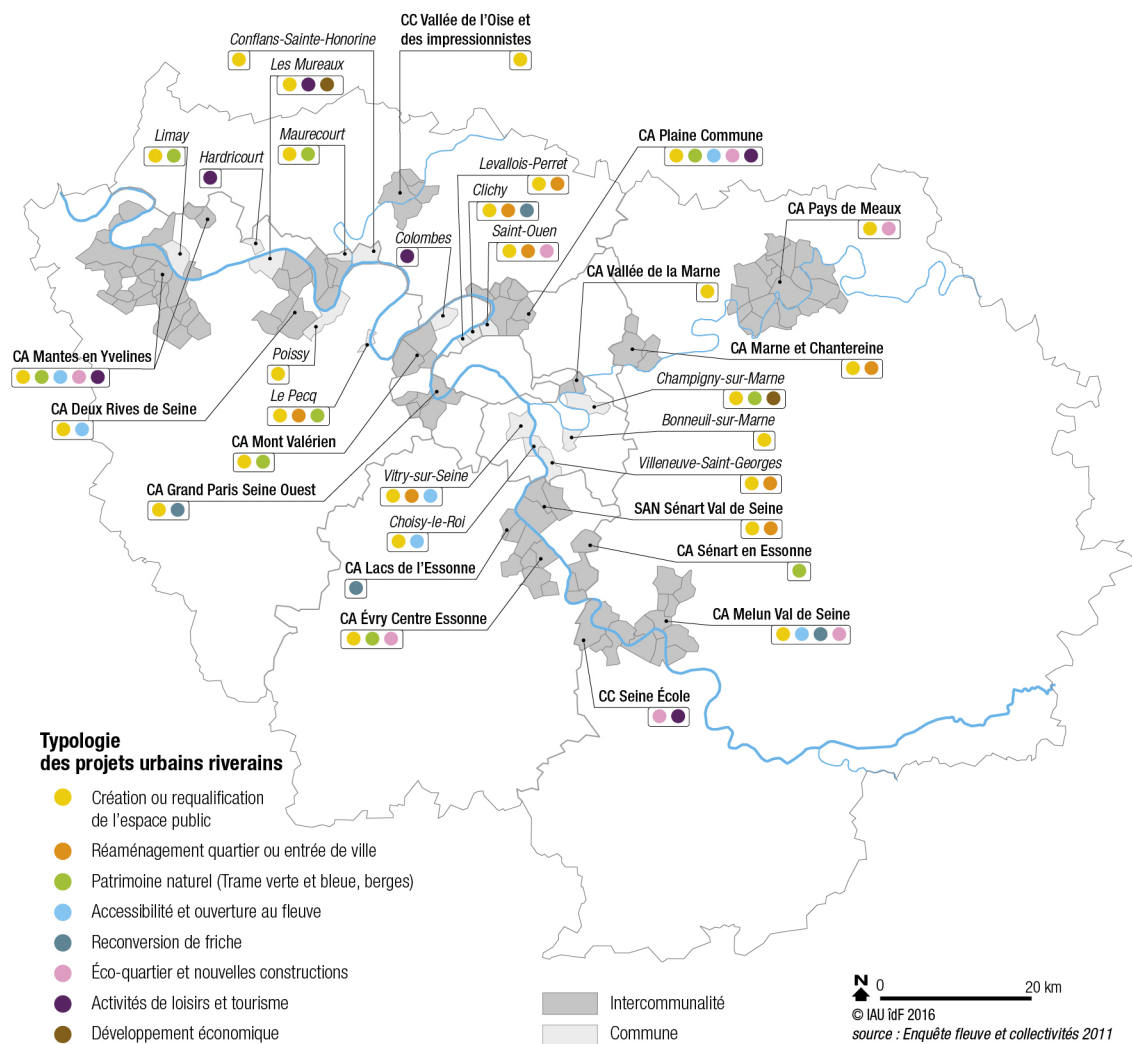 CC Vallée de l'Oise et
des impressionnistes
Conflans-Sainte-Honorine
Les Mureaux
Limay
Maurecourt
Hardricourt
CA Plaine Commune
Levallois-Perret
Clichy
Saint-Ouen
Colombes
CA Pays de Meaux
CA Vallée de la Marne
CA Mantes en Yvelines
Poissy
CA Marne et Chantereine
Champigny-sur-Marne
Le Pecq
CA Deux Rives de Seine
Bonneuil-sur-Marne
CA Mont Valérien
Villeneuve-Saint-Georges
Vitry-sur-Seine
CA Grand Paris Seine Ouest
SAN Sénart Val de Seine
Choisy-le-Roi
CA Sénart en Essonne
CA Lacs de l'Essonne
CA Évry Centre Essonne
CA Melun Val de Seine
CC Seine École
Typologie
des projets urbains riverains
Création ou requalification
de l'espace public
Réaménagement quartier ou entrée de ville
Patrimoine naturel (Trame verte et bleue, berges)
Accessibilité et ouverture au fleuve
Reconversion de friche
Éco-quartier et nouvelles constructions
Activités de loisirs et tourisme
Développement économique
Intercommunalité
Commune
N
0 20 km
© IAU îdF 2016
source : Enquête fleuve et collectivités 2011